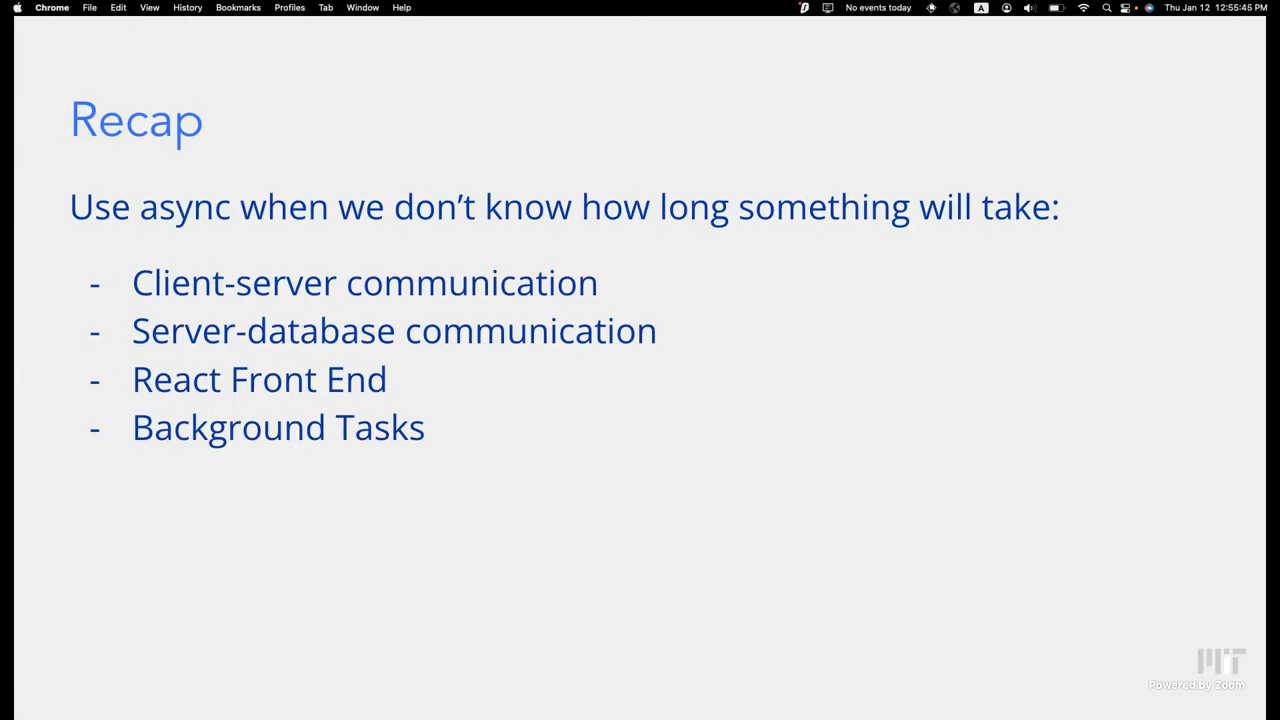 Chrome File Edit View History Bookmarks Profiles Tab Window Help No events today A Thu Jan 12 12:55:45 PM
Recap
Use async when we don’t know how long something will take:
- Client-server communication
- Server-database communication
- React Front End
- Background Tasks
MIT
Powered by Zoom